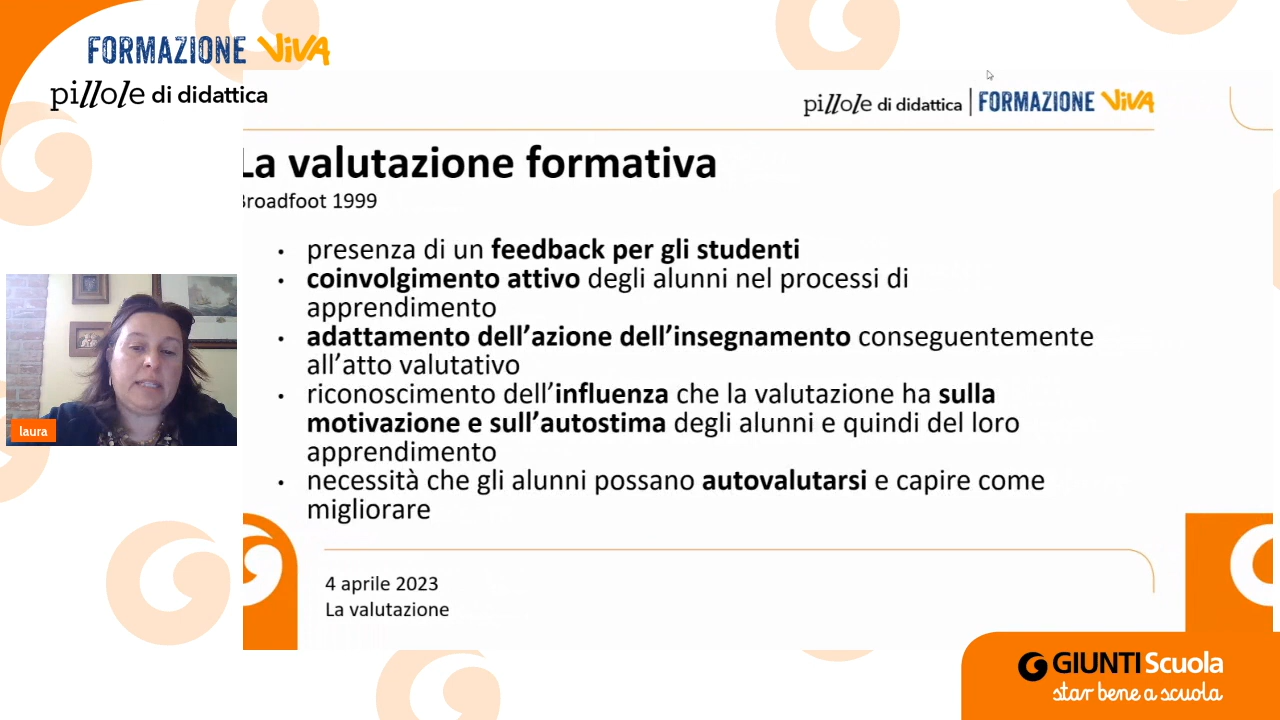 FORMAZIONE VIVA
pillole di didattica
pillole di didattica | FORMAZIONE VIVA
La valutazione formativa
Broadfoot 1999
• presenza di un feedback per gli studenti
• coinvolgimento attivo degli alunni nel processi di
apprendimento
• adattamento dell’azione dell’insegnamento conseguentemente
all’atto valutativo
• riconoscimento dell’influenza che la valutazione ha sulla
motivazione e sull’autostima degli alunni e quindi del loro
apprendimento
• necessità che gli alunni possano autovalutarsi e capire come
migliorare
laura
4 aprile 2023
La valutazione
GIUNTI Scuola
star bene a scuola